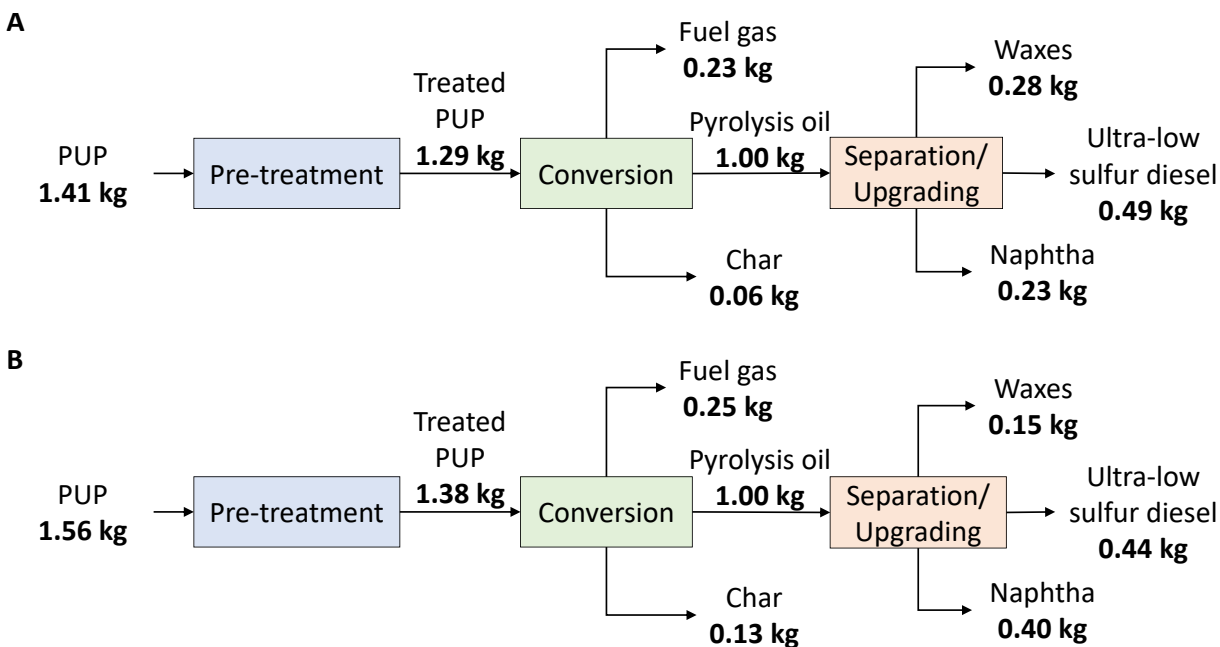 A
Fuel gas
0.23 kg
Waxes
0.28 kg
Treated
PUP
1.29 kg
Pyrolysis oil
1.00 kg
Ultra-low
sulfur diesel
0.49 kg
PUP
1.41 kg
Pre-treatment
Conversion
Separation/
Upgrading
Char
0.06 kg
Naphtha
0.23 kg
B
Fuel gas
0.25 kg
Waxes
0.15 kg
Treated
PUP
1.38 kg
Pyrolysis oil
1.00 kg
Ultra-low
sulfur diesel
0.44 kg
PUP
1.56 kg
Pre-treatment
Conversion
Separation/
Upgrading
Char
0.13 kg
Naphtha
0.40 kg